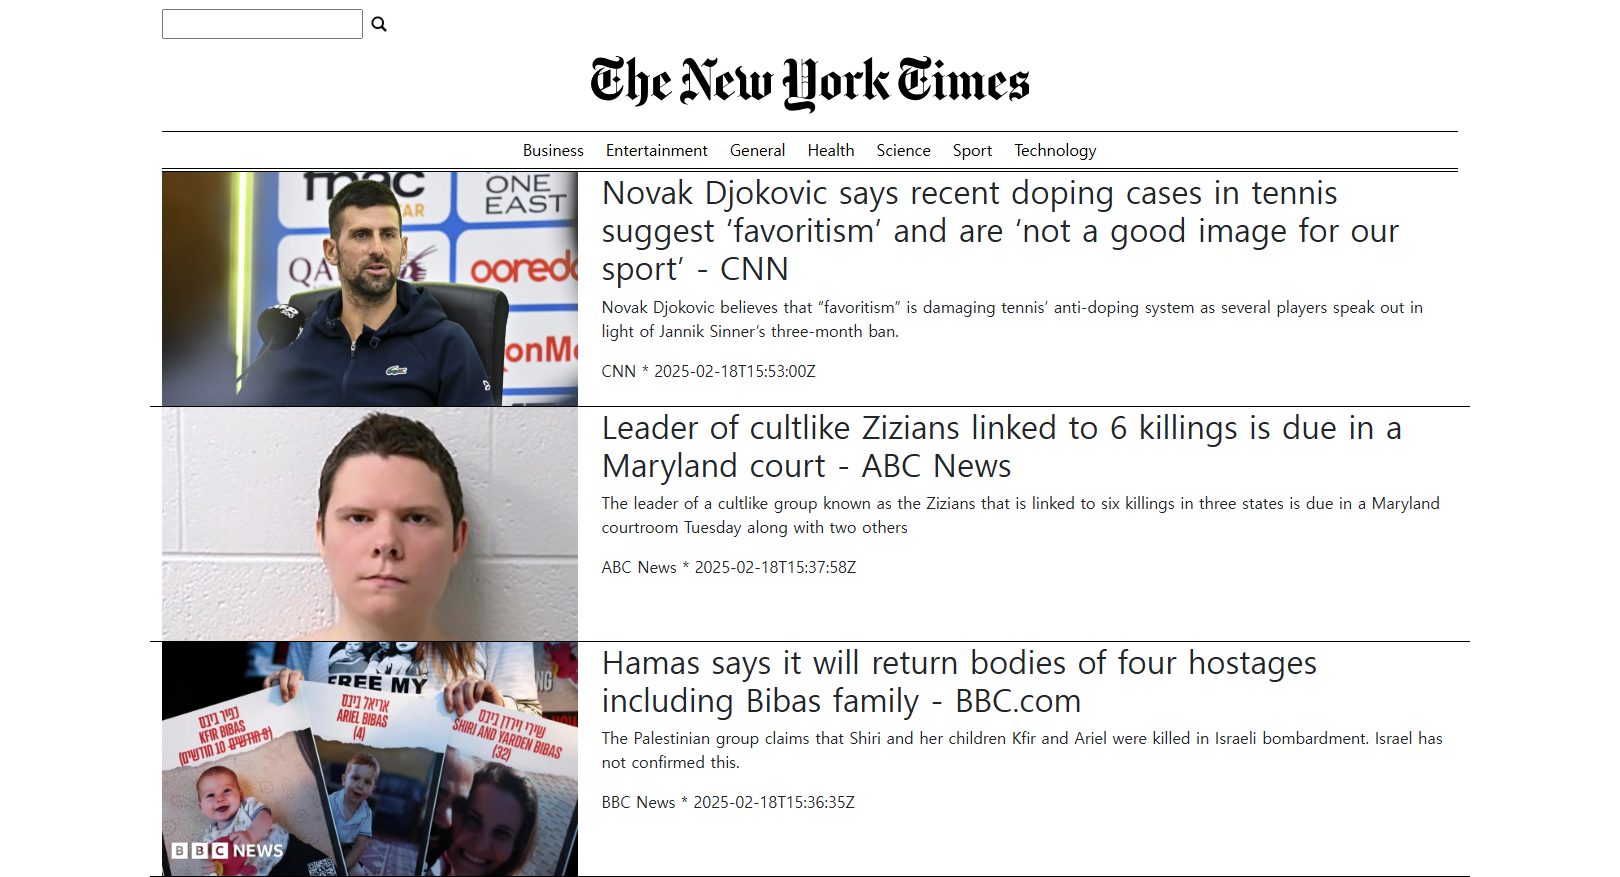 The New York Times
Business Entertainment General Health Science Sport Technology
ONE
EAST
QA
ooredo
Novak Djokovic says recent doping cases in tennis
suggest ‘favoritism’ and are ‘not a good image for our
sport’ - CNN
Novak Djokovic believes that “favoritism” is damaging tennis’ anti-doping system as several players speak out in
light of Jannik Sinner’s three-month ban.
CNN * 2025-02-18T15:53:00Z
Leader of cultlike Zizians linked to 6 killings is due in a
Maryland court - ABC News
The leader of a cultlike group known as the Zizians that is linked to six killings in three states is due in a Maryland
courtroom Tuesday along with two others
ABC News * 2025-02-18T15:37:58Z
FREE MY
כפיר ביבס
KFIR BIBAS
אריאל ביבס
ARIEL BIBAS
(4)
שירי וירדן ביבס
SHIRI AND YARDEN BIBAS
(32)
BBC NEWS
Hamas says it will return bodies of four hostages
including Bibas family - BBC.com
The Palestinian group claims that Shiri and her children Kfir and Ariel were killed in Israeli bombardment. Israel has
not confirmed this.
BBC News * 2025-02-18T15:36:35Z